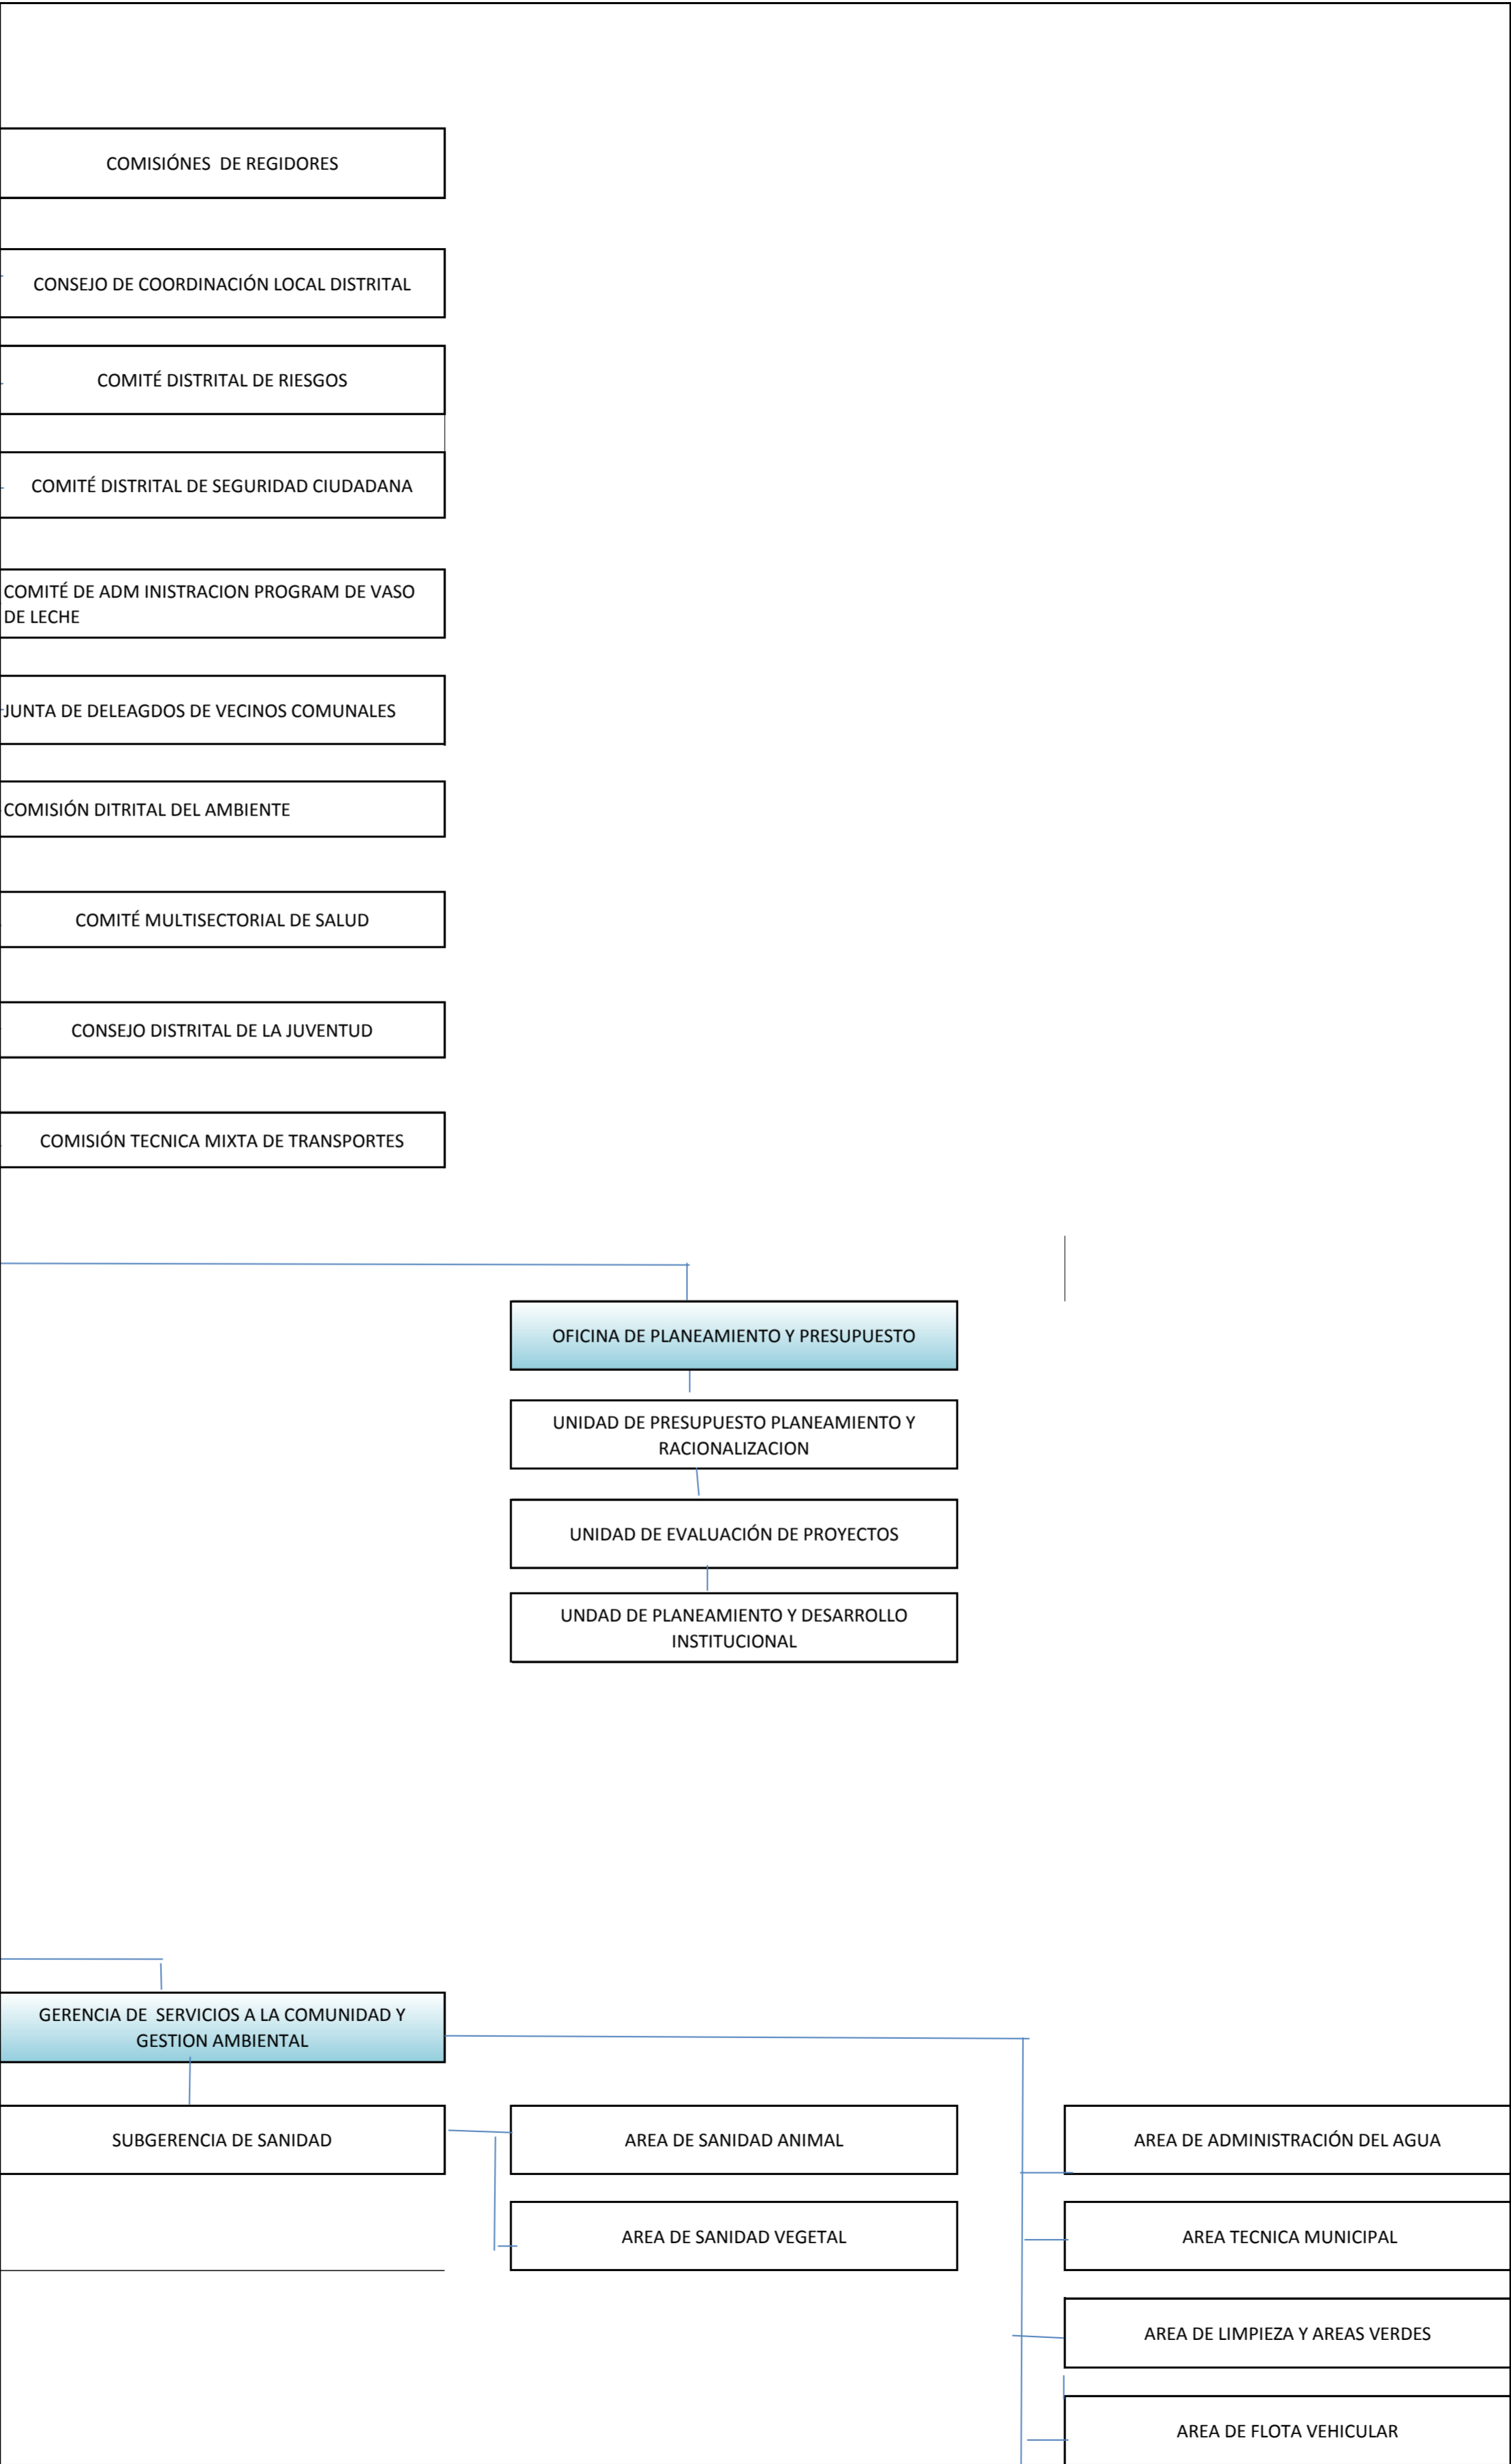 COMISIÓNES DE REGIDORES
CONSEJO DE COORDINACIÓN LOCAL DISTRITAL
COMITÉ DISTRITAL DE RIESGOS
COMITÉ DISTRITAL DE SEGURIDAD CIUDADANA
COMITÉ DE ADM INISTRACION PROGRAM DE VASO
DE LECHE
JUNTA DE DELEAGDOS DE VECINOS COMUNALES
COMISIÓN DITRITAL DEL AMBIENTE
COMITÉ MULTISECTORIAL DE SALUD
CONSEJO DISTRITAL DE LA JUVENTUD
COMISIÓN TECNICA MIXTA DE TRANSPORTES
OFICINA DE PLANEAMIENTO Y PRESUPUESTO
UNIDAD DE PRESUPUESTO PLANEAMIENTO Y
RACIONALIZACION
UNIDAD DE EVALUACIÓN DE PROYECTOS
UNDAD DE PLANEAMIENTO Y DESARROLLO
INSTITUCIONAL
GERENCIA DE SERVICIOS A LA COMUNIDAD Y
GESTION AMBIENTAL
SUBGERENCIA DE SANIDAD
AREA DE SANIDAD ANIMAL
AREA DE ADMINISTRACIÓN DEL AGUA
AREA DE SANIDAD VEGETAL
AREA TECNICA MUNICIPAL
AREA DE LIMPIEZA Y AREAS VERDES
AREA DE FLOTA VEHICULAR